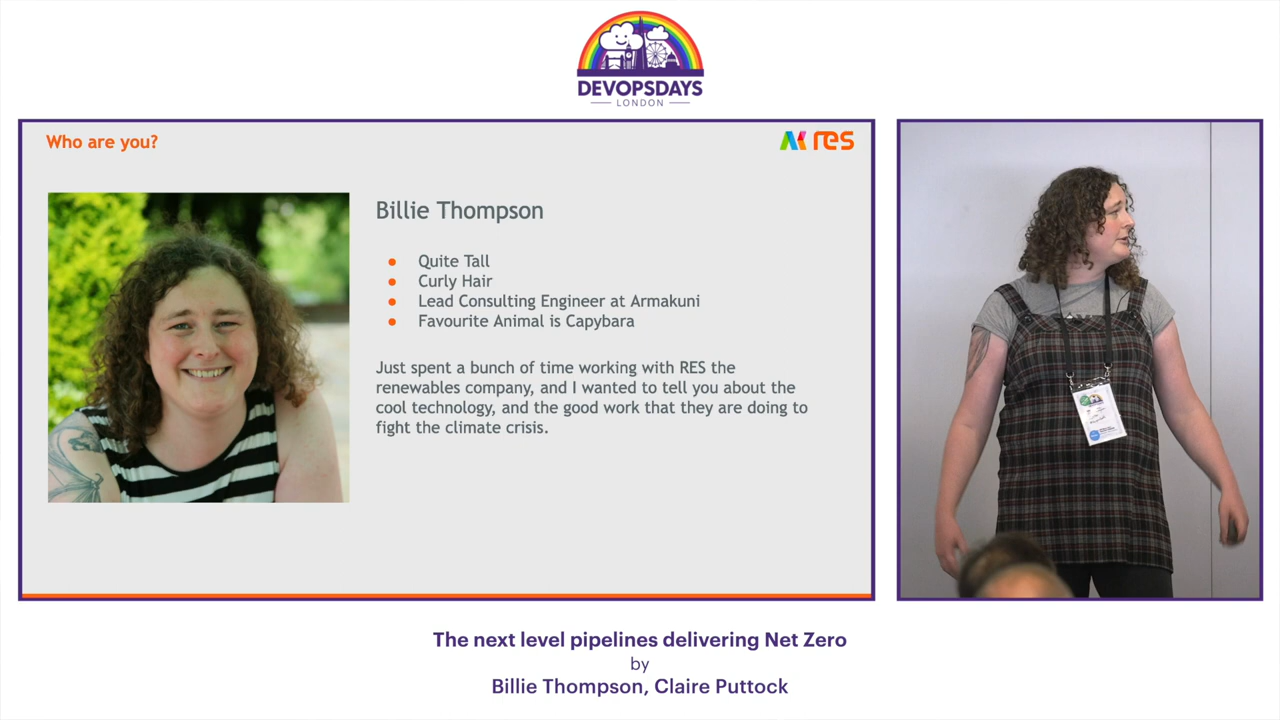 DEVOPSDAYS
LONDON
Who are you?
res
Billie Thompson
Quite Tall
Curly Hair
Lead Consulting Engineer at Armakuni
Favourite Animal is Capybara
Just spent a bunch of time working with RES the
renewables company, and I wanted to tell you about the
cool technology, and the good work that they are doing to
fight the climate crisis.
The next level pipelines delivering Net Zero
by
Billie Thompson, Claire Puttock